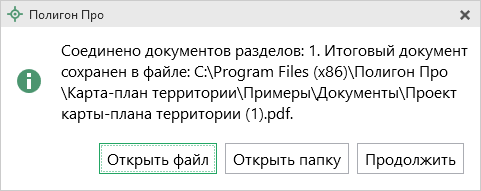 Полигон Про
Соединено документов разделов: 1. Итоговый документ
сохранен в файле: C:\Program Files (x86)\Полигон Про
\Карта-план территории\Примеры\Документы\Проект
карты-плана территории (1).pdf.
Открыть файл Открыть папку Продолжить